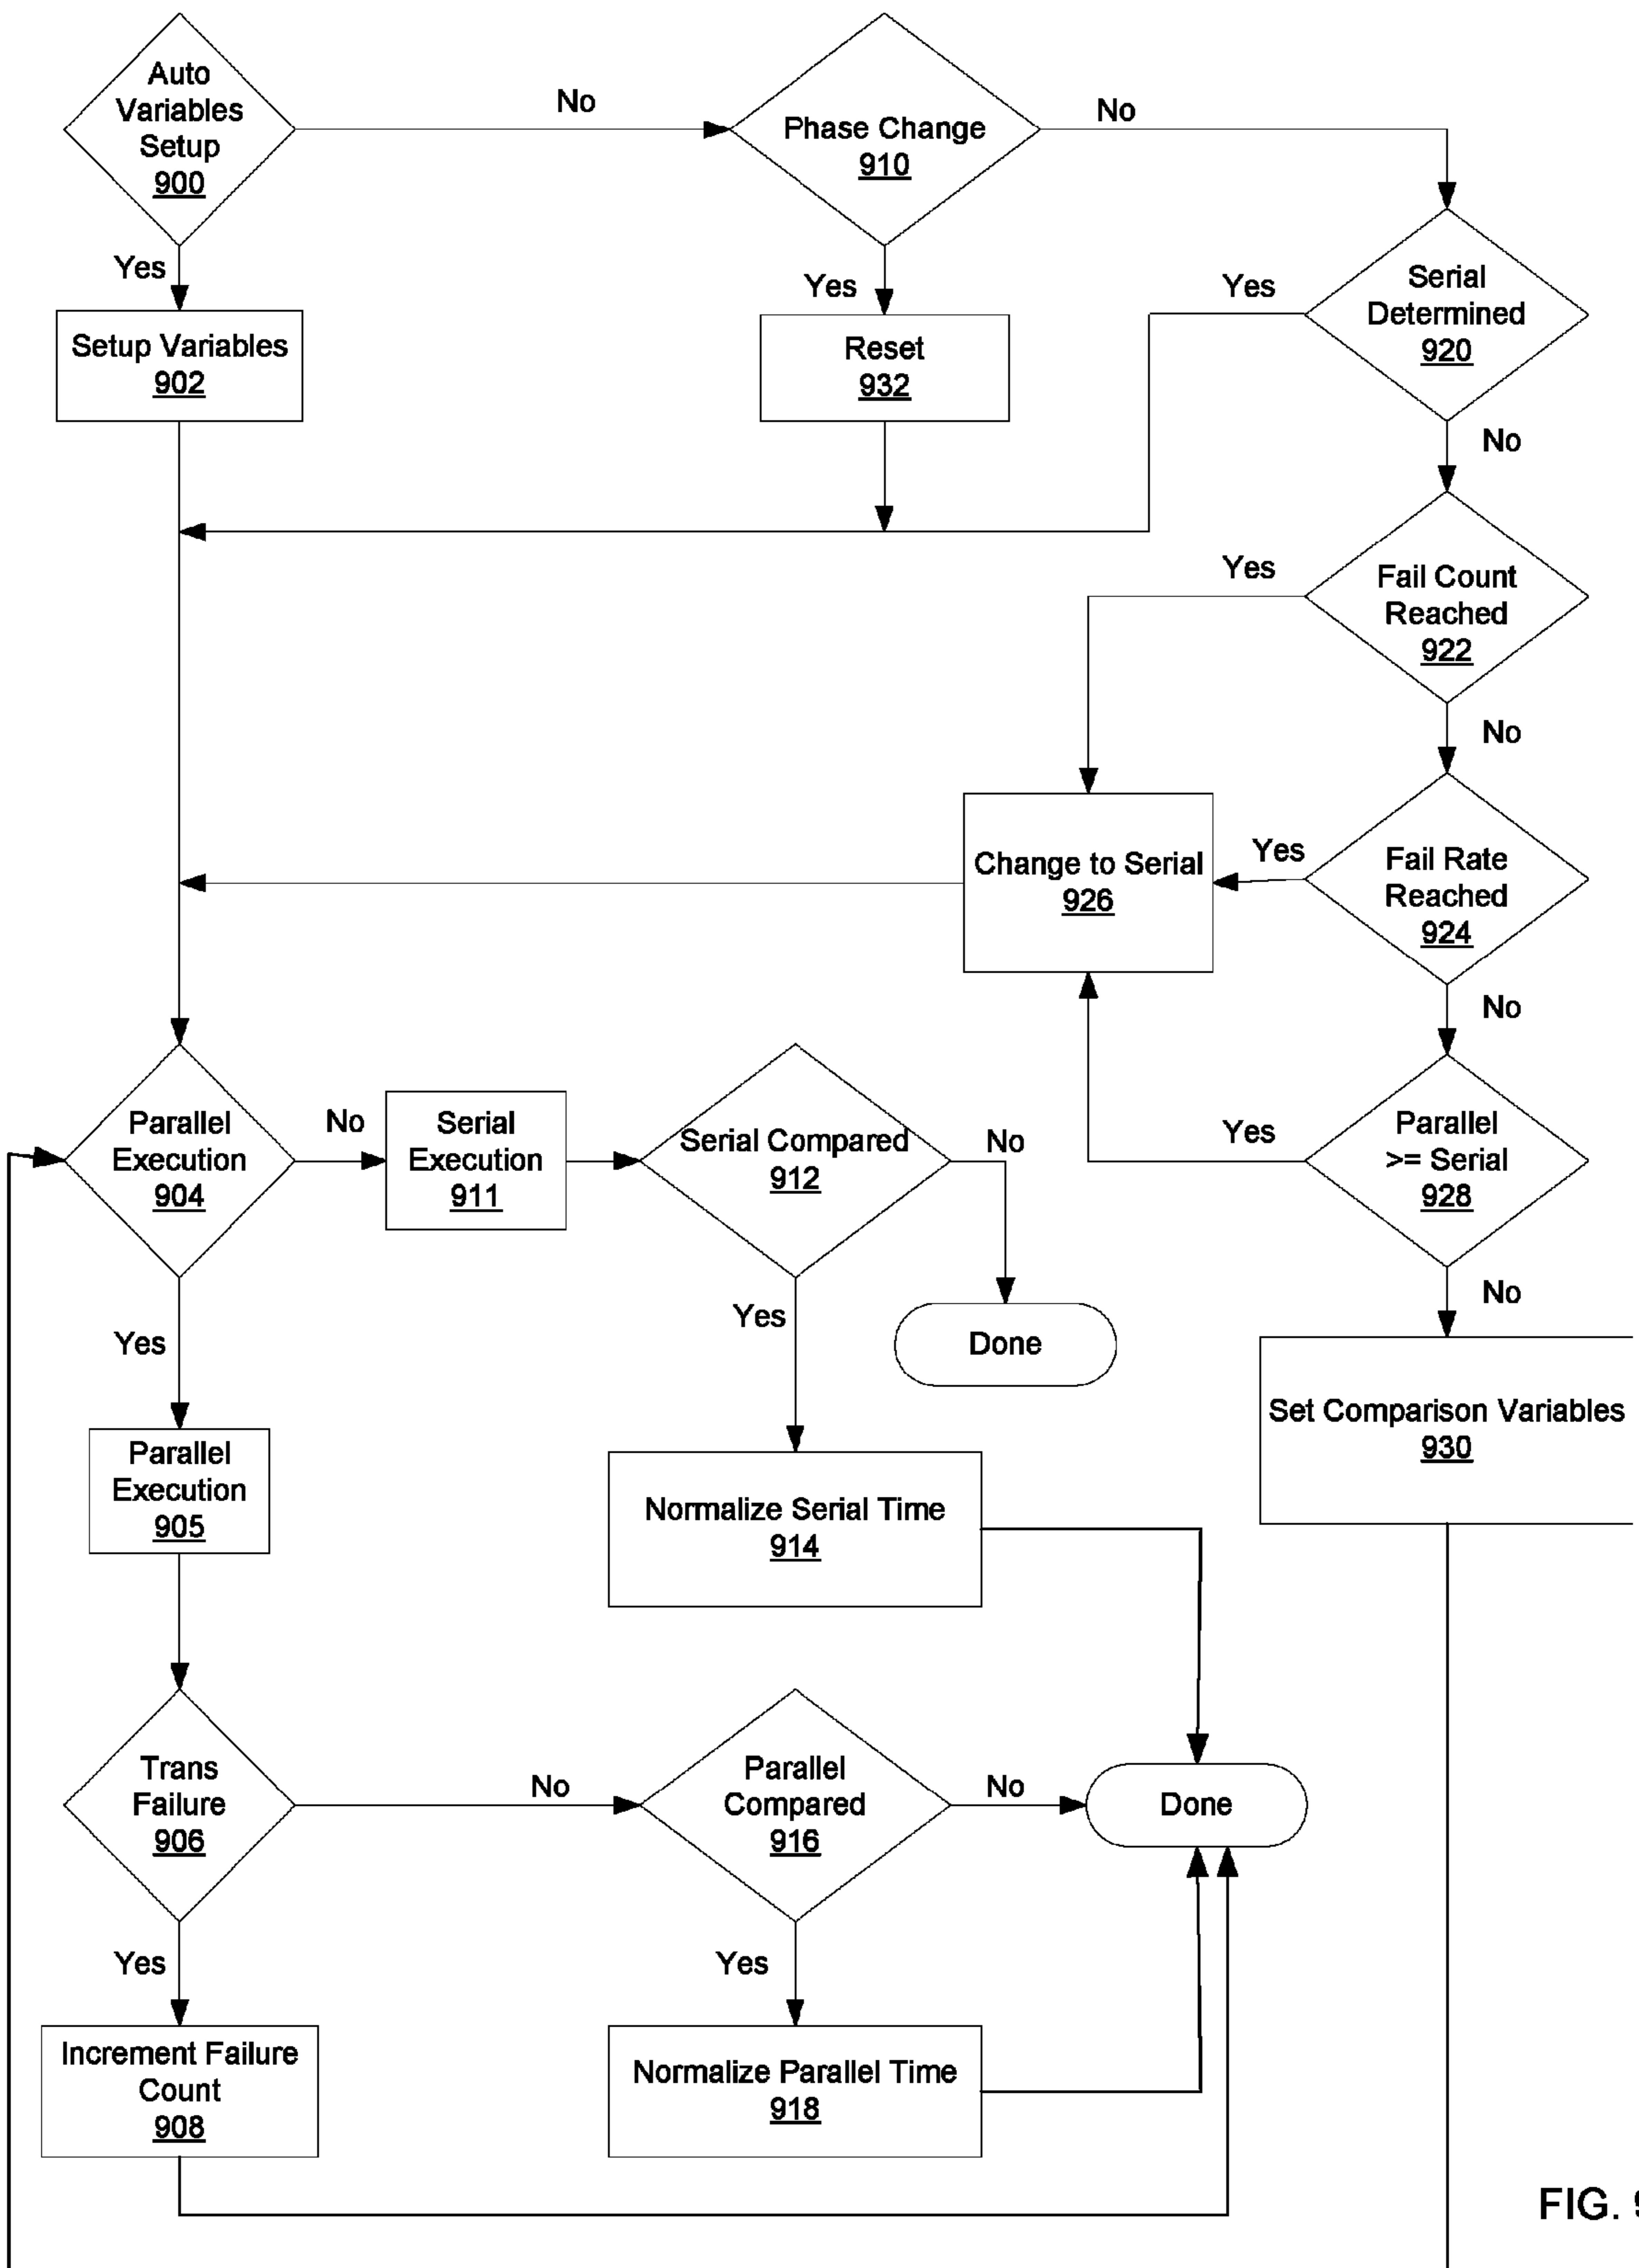 Auto
Variables
Setup
900
No
Phase Change
910
No
Yes
Setup Variables
902
Yes
Reset
932
Yes
Serial
Determined
920
No
Yes
Fail Count
Reached
922
No
Change to Serial
926
Yes
Fail Rate
Reached
924
No
Parallel
Execution
904
No
Serial
Execution
911
Serial Compared
912
No
Yes
Parallel
>= Serial
928
Yes
Yes
Done
No
Set Comparison Variables
930
Parallel
Execution
905
Normalize Serial Time
914
Trans
Failure
906
No
Parallel
Compared
916
No
Done
Yes
Yes
Increment Failure
Count
908
Normalize Parallel Time
918
FIG.